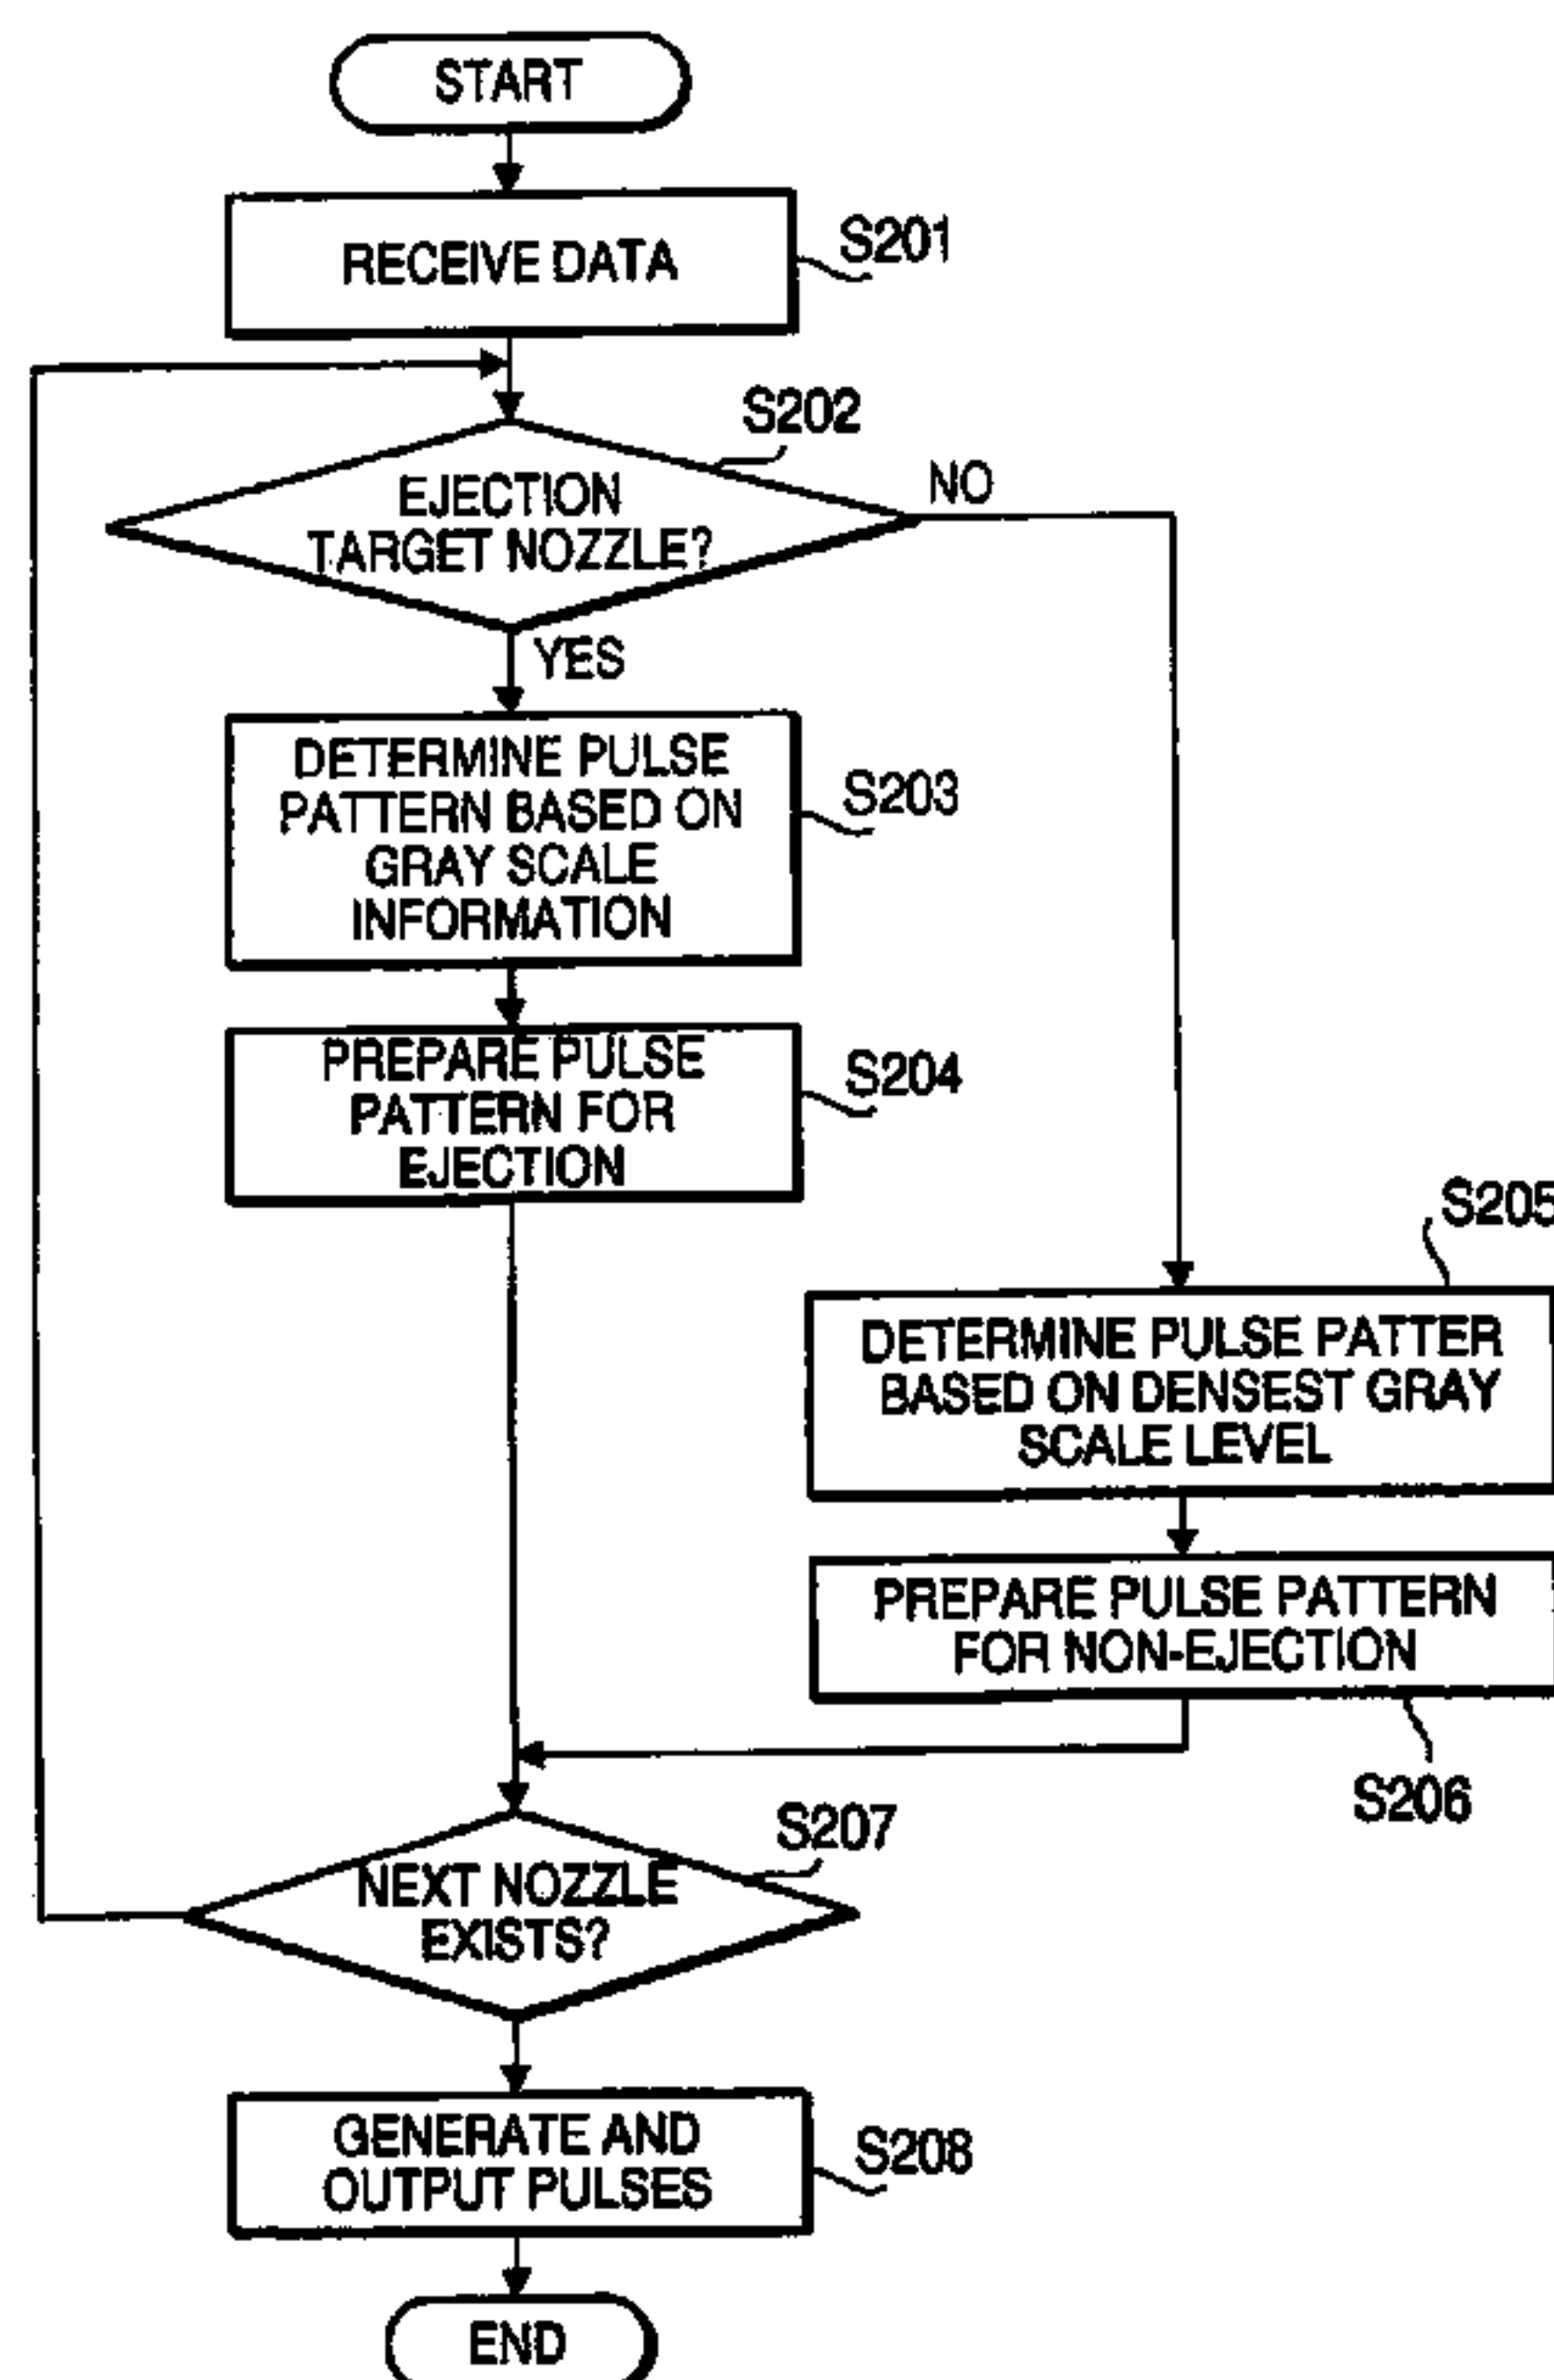 START
RECEIVE DATA
S201
S202
EJECTION
TARGET NOZZLE?
NO
YES
DETERMINE PULSE
PATTERN BASED ON
GRAY SCALE
INFORMATION
S203
PREPARE PULSE
PATTERN FOR
EJECTION
S204
S205
DETERMINE PULSE PATTER
BASED ON DENSEST GRAY
SCALE LEVEL
PREPARE PULSE PATTERN
FOR NON-EJECTION
S206
S207
NEXT NOZZLE
EXISTS?
GENERATE AND
OUTPUT PULSES
S208
END